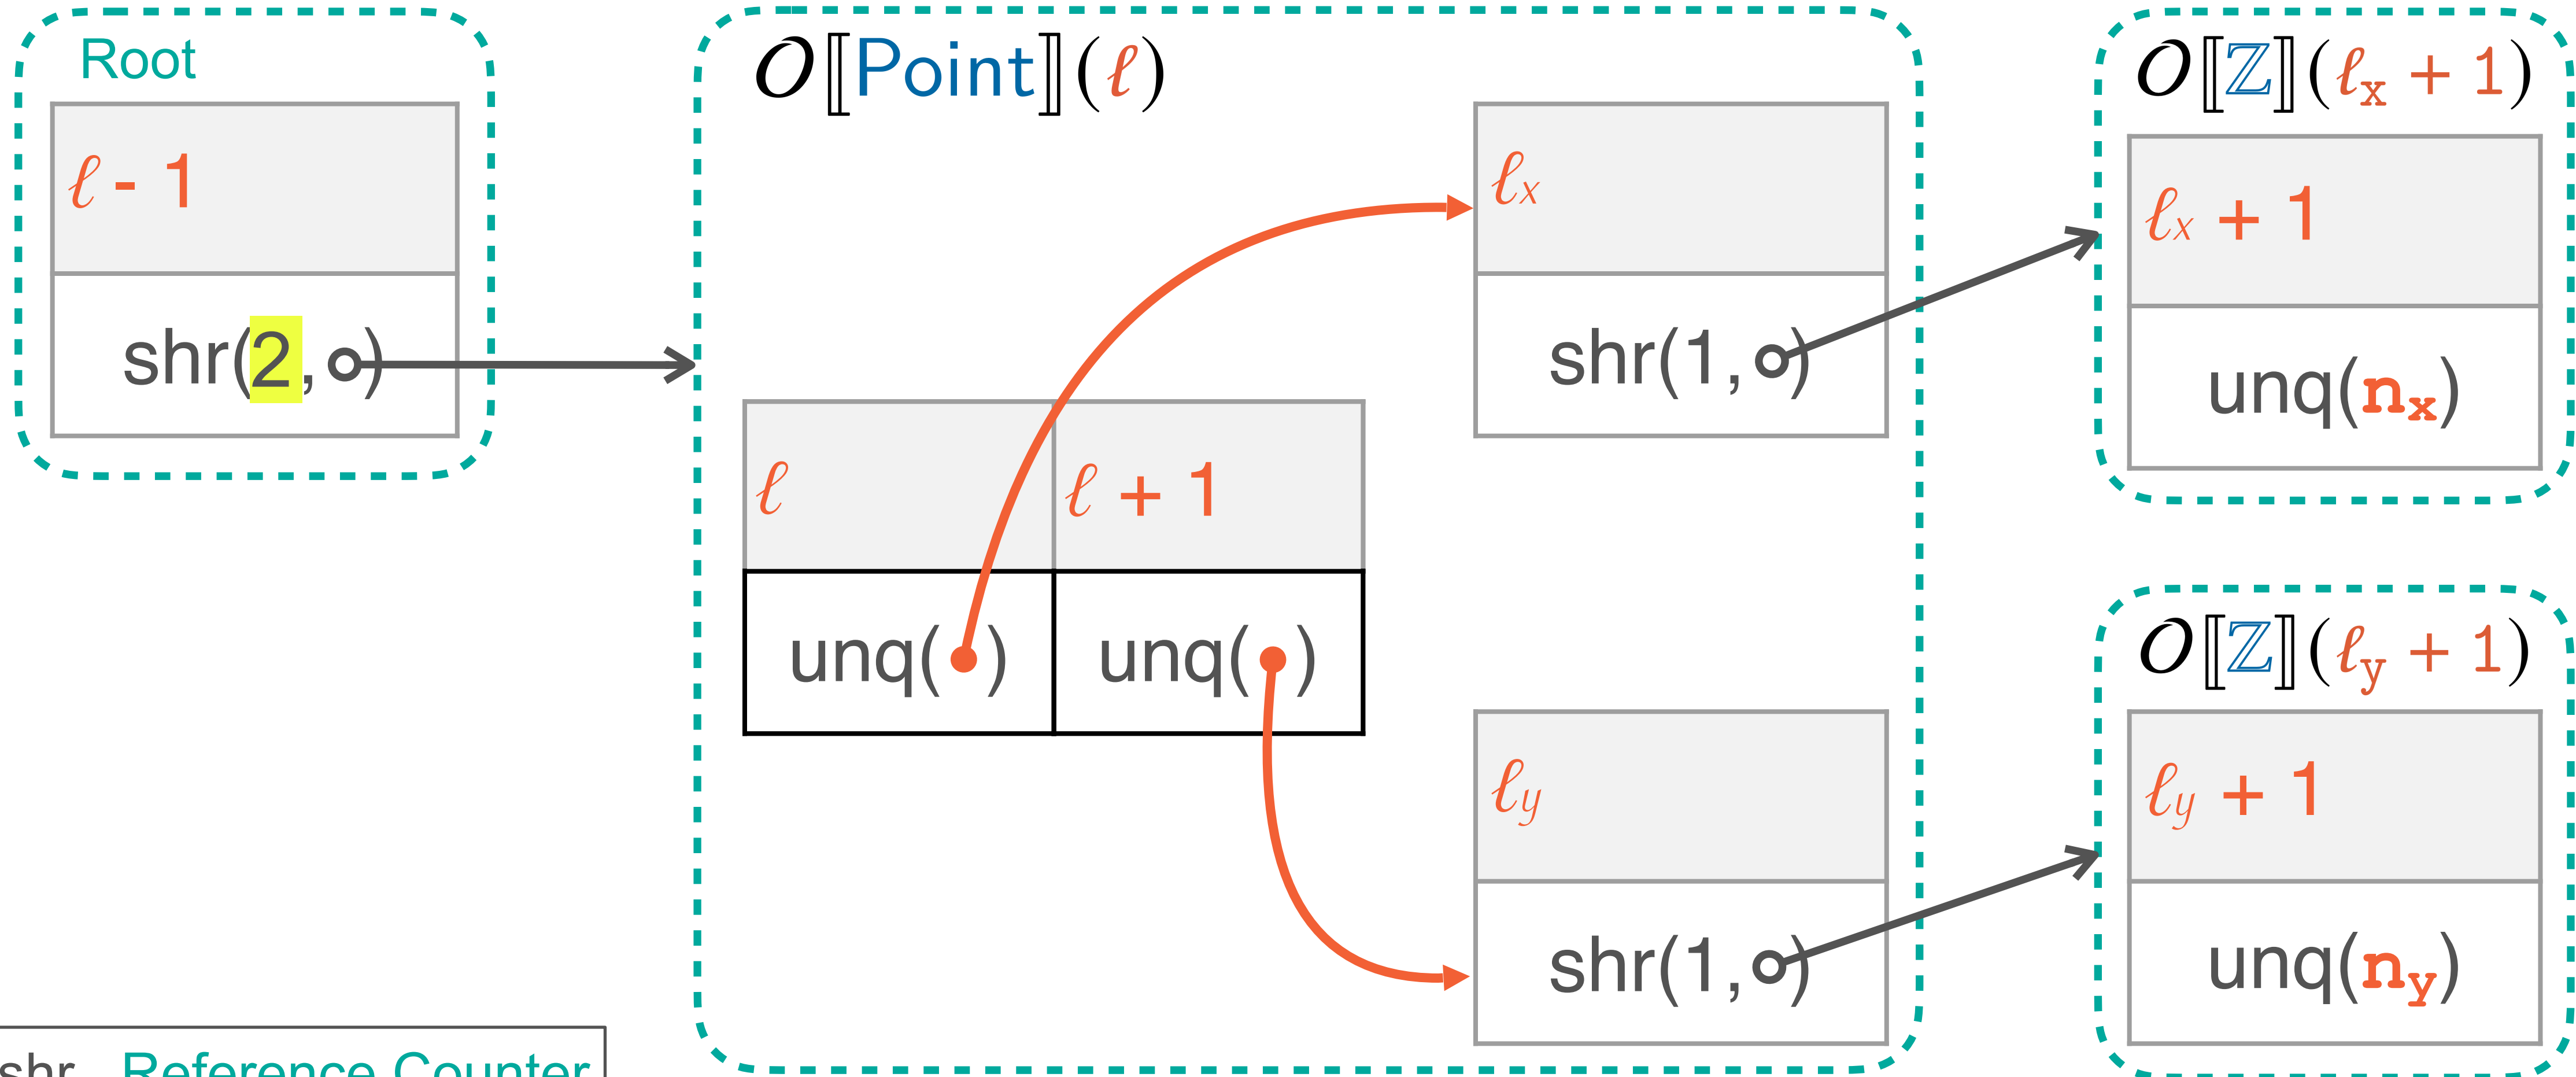 Root
ℓ - 1
shr(2, )
𝒪⟦Point⟧(ℓ)
ℓ
ℓ + 1
unq( )
unq( )
ℓx
shr(1, )
ℓy
shr(1, )
𝒪⟦ℤ⟧(ℓx + 1)
ℓx + 1
unq(nx)
𝒪⟦ℤ⟧(ℓy + 1)
ℓy + 1
unq(ny)
shr Reference Counter